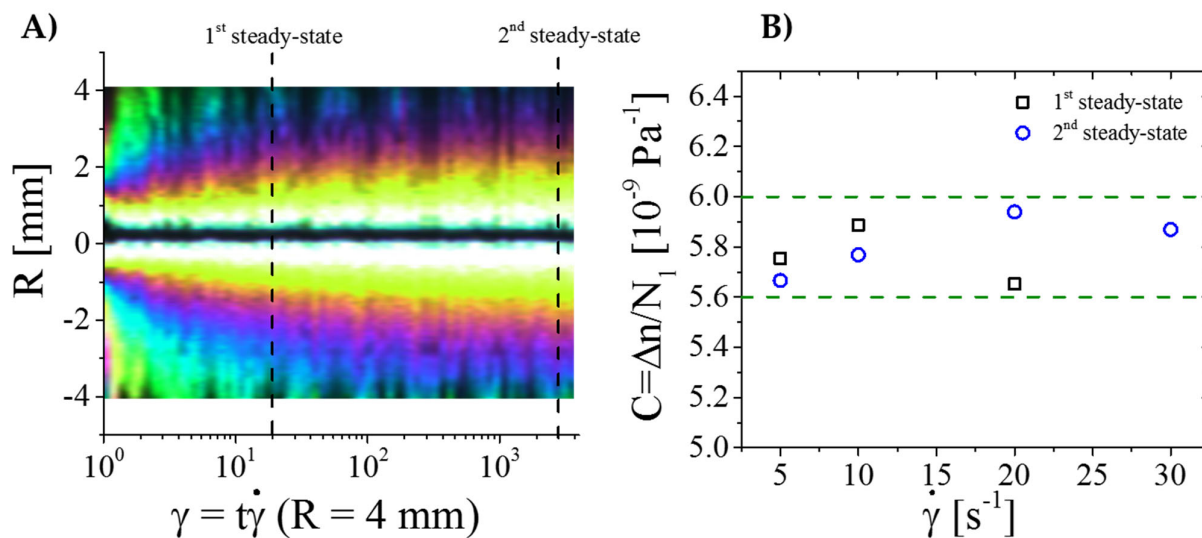 A)
1st steady-state
2nd steady-state
R [mm]
4
2
0
-2
-4
10^0
10^1
10^2
10^3
γ = tγ̇ (R = 4 mm)
B)
1st steady-state
2nd steady-state
C=Δn/N₁ [10^-9 Pa^-1]
6.4
6.2
6.0
5.8
5.6
5.4
5.2
5.0
5 10 15 20 25 30
γ̇ [s^-1]